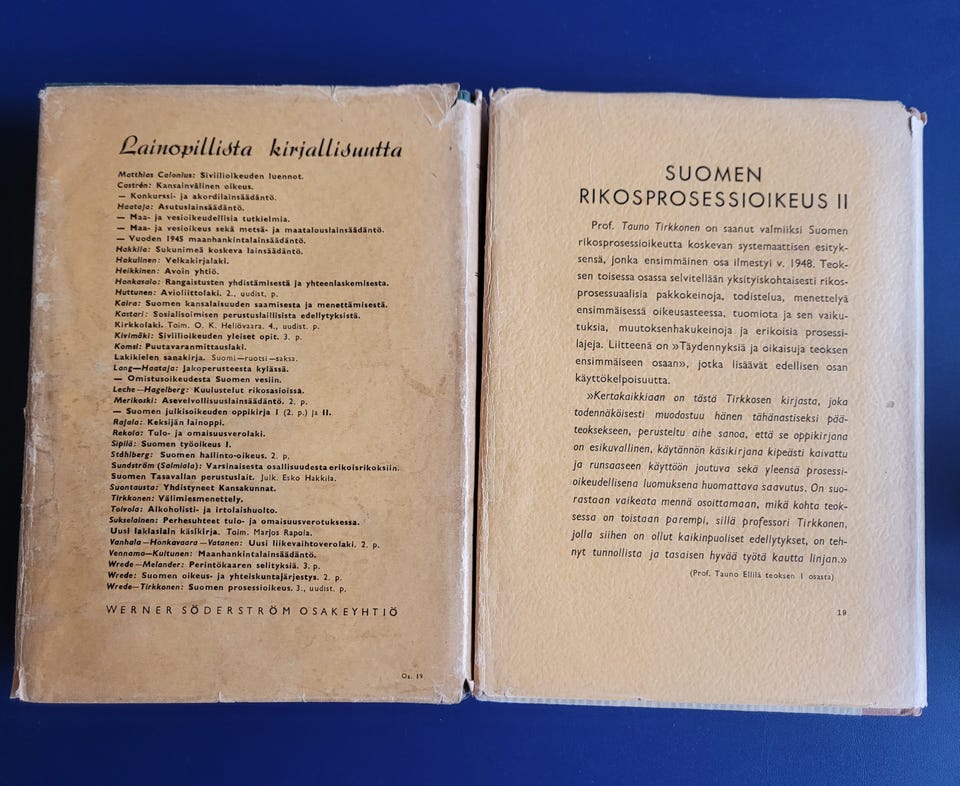 Lainopillista kirjallisuutta
Matthias Calonius: Siviilioikeuden luennot.
Castrén: Kansainvälinen oikeus.
— Konkurssi- ja akordilainsäädäntö.
Haataja: Asutuslainsäädäntö.
— Maa- ja vesioikeudellisia tutkielmia.
— Maa- ja vesioikeus sekä metsä- ja maatalouslainsäädäntö.
— Vuoden 1945 maanhankintalainsäädäntö.
Hakkila: Sukunimeä koskeva lainsäädäntö.
Hakulinen: Velkakirjalaki.
Heikkinen: Avoin yhtiö.
Honkasalo: Rangaistusten yhdistämisestä ja yhteenlaskemisesta.
Huttunen: Avioliittolaki. 2., uudist. p.
Kaira: Suomen kansalaisuuden saamisesta ja menettämisestä.
Kastari: Sosialisoimisen perustuslaillisista edellytyksistä.
Kirkkolaki. Toim. O. K. Heliövaara. 4., uudist. p.
Kivimäki: Siviilioikeuden yleiset opit. 3. p.
Komsi: Puutavaranmittauslaki.
Lakikielen sanakirja. Suomi—ruotsi—saksa.
Lang—Haataja: Jakoperusteesta kylässä.
— Omistusoikeudesta Suomen vesiin.
Leche—Hagelberg: Kuulustelut rikosasioissa.
Merikoski: Asevelvollisuuslainsäädäntö. 2. p.
— Suomen julkisoikeuden oppikirja I (2. p.) ja II.
Rajala: Keksijän lainoppi.
Rekola: Tulo- ja omaisuusverolaki.
Sipilä: Suomen työoikeus I.
Ståhlberg: Suomen hallinto-oikeus. 2. p.
Sundström (Salmiala): Varsinaisesta osallisuudesta erikoisrikoksiin.
Suomen Tasavallan perustuslait. Julk. Esko Hakkila.
Suontausta: Yhdistyneet Kansakunnat.
Tirkkonen: Välimiesmenettely.
Toivola: Alkoholisti- ja irtolaishuolto.
Sukselainen: Perhesuhteet tulo- ja omaisuusverotuksessa.
Uusi lakiasiain käsikirja. Toim. Marjos Rapola.
Vanhala—Honkavaara—Vatanen: Uusi liikevaihtoverolaki. 2. p.
Vennamo—Kultunen: Maanhankintalainsäädäntö.
Wrede—Melander: Perintökaaren selityksiä. 3. p.
Wrede: Suomen oikeus- ja yhteiskuntajärjestys. 2. p.
Wrede—Tirkkonen: Suomen prosessioikeus. 3., uudist. p.
WERNER SÖDERSTRÖM OSAKEYHTIÖ
Os. 19
SUOMEN
RIKOSPROSESSIOIKEUS II
Prof. Tauno Tirkkonen on saanut valmiiksi Suomen
rikosprosessioikeutta koskevan systemaattisen esityk-
sensä, jonka ensimmäinen osa ilmestyi v. 1948. Teok-
sen toisessa osassa selvitellään yksityiskohtaisesti rikos-
prosessuaalisia pakkokeinoja, todistelua, menettelyä
ensimmäisessä oikeusasteessa, tuomiota ja sen vaiku-
tuksia, muutoksenhakukeinoja ja erikoisia prosessi-
lajeja. Liitteenä on »Täydennyksiä ja oikaisuja teoksen
ensimmäiseen osaan», jotka lisäävät edellisen osan
käyttökelpoisuutta.
»Kertakaikkiaan on tästä Tirkkosen kirjasta, joka
todennäköisesti muodostuu hänen tähänastiseksi pää-
teoksekseen, perusteltu aihe sanoa, että se oppikirjana
on esikuvallinen, käytännön käsikirjana kipeästi kaivattu
ja runsaaseen käyttöön joutuva sekä yleensä prosessi-
oikeudellisena luomuksena huomattava saavutus. On suo-
rastaan vaikeata mennä osoittamaan, mikä kohta teok-
sessa on toistaan parempi, sillä professori Tirkkonen,
jolla siihen on ollut kaikinpuoliset edellytykset, on teh-
nyt tunnollista ja tasaisen hyvää työtä kautta linjan.»
(Prof. Tauno Ellilä teoksen I osasta)
19